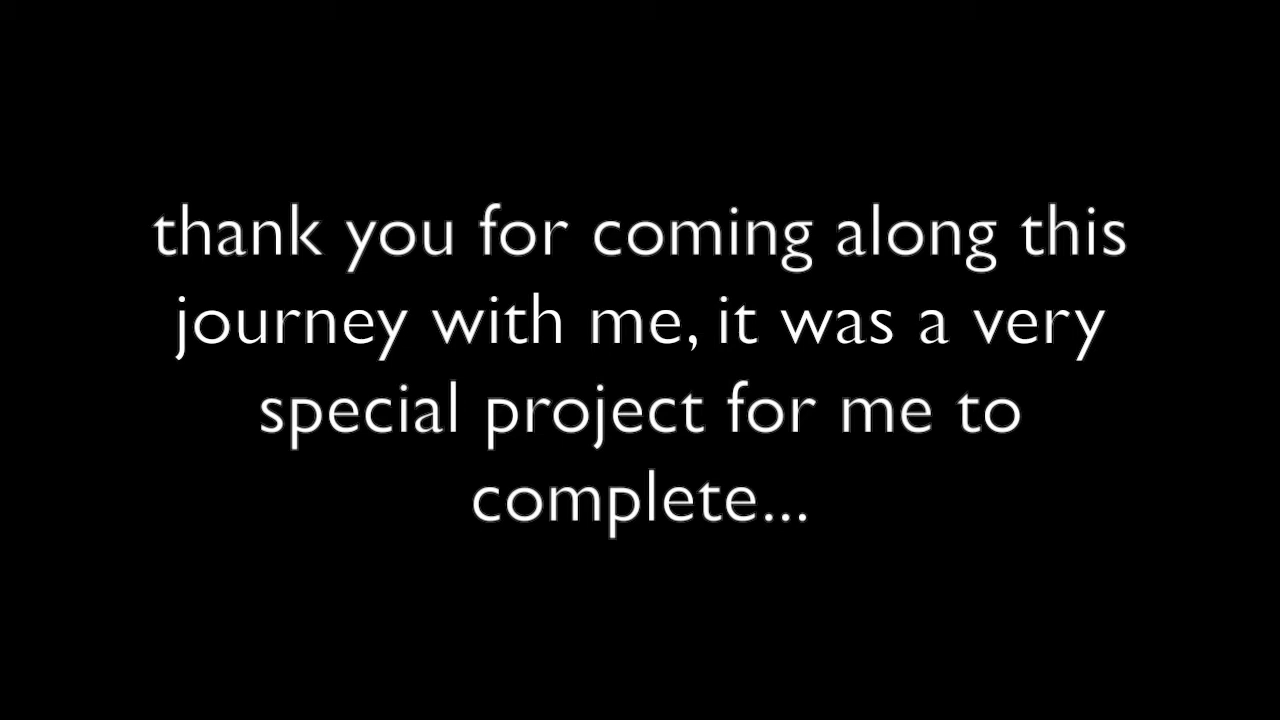 thank you for coming along this
journey with me, it was a very
special project for me to
complete...